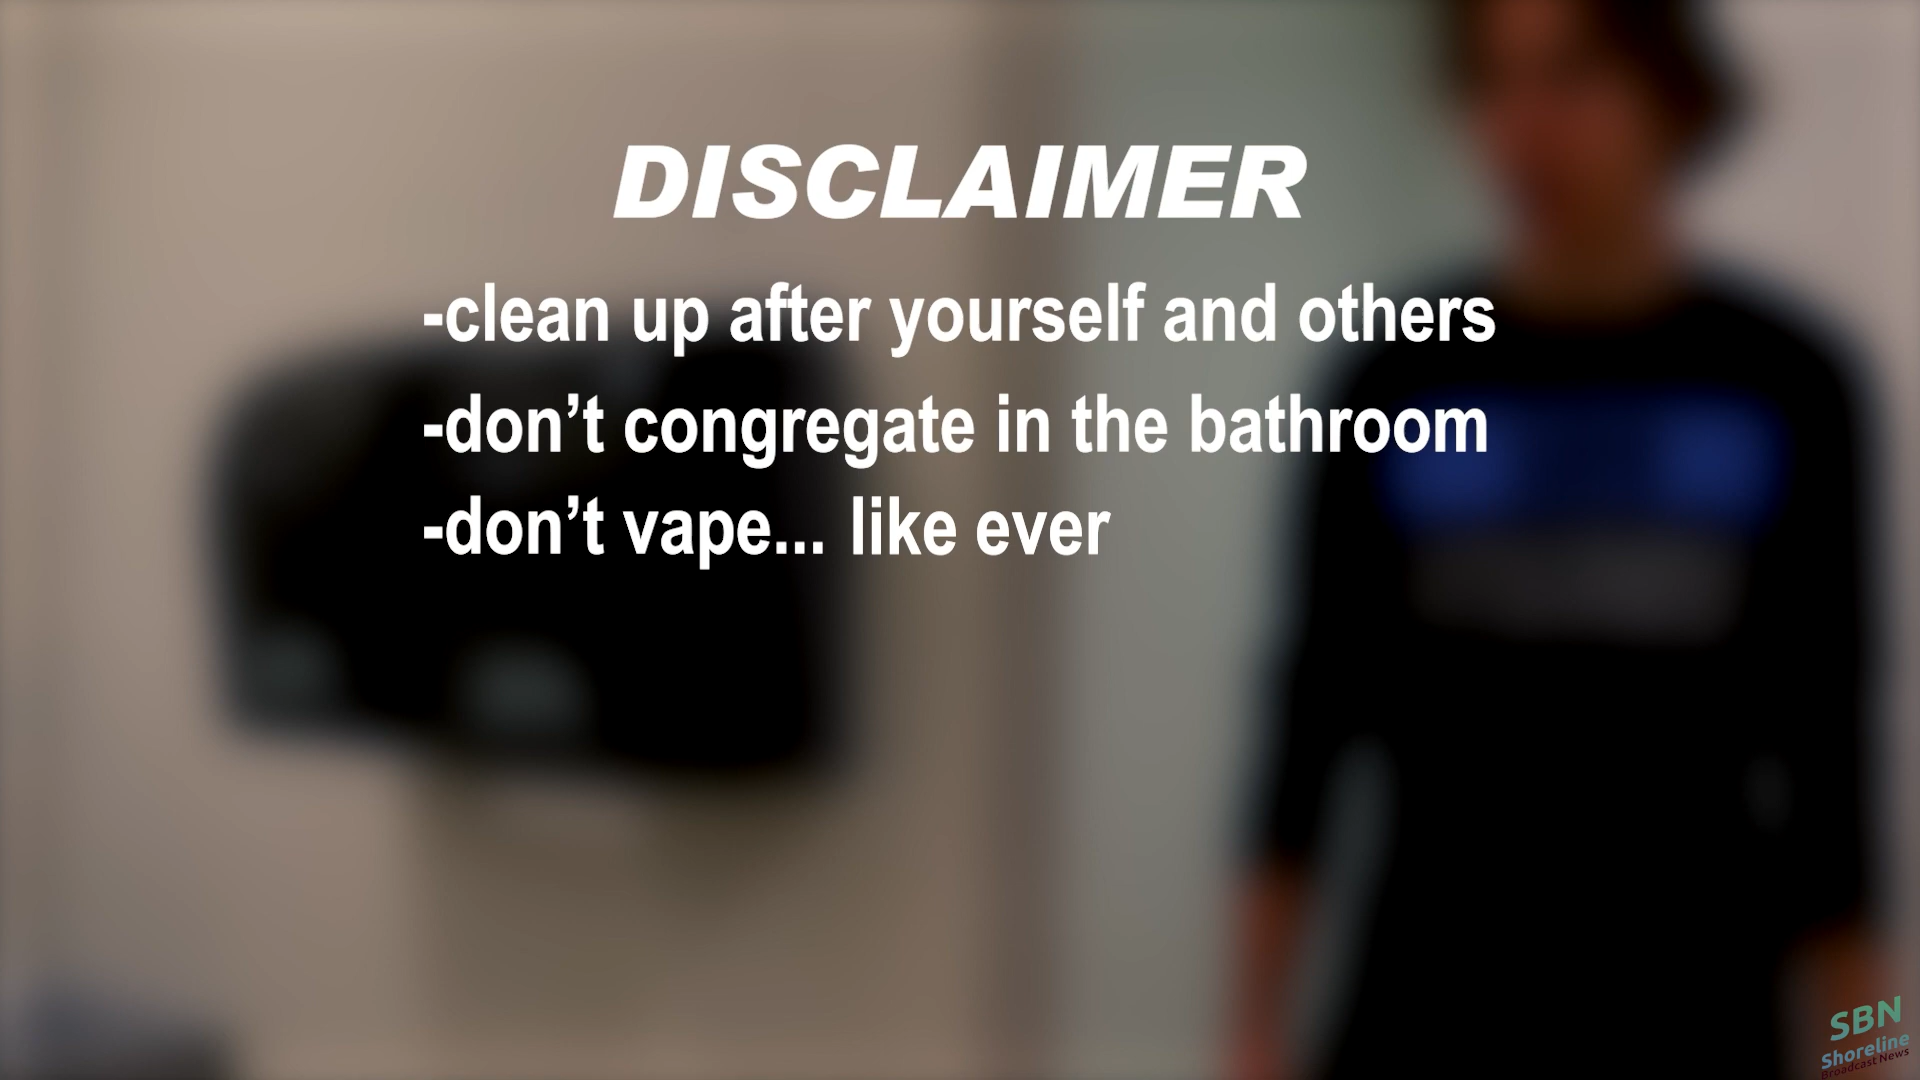 DISCLAIMER
-clean up after yourself and others
-don’t congregate in the bathroom
-don’t vape... like ever
SBN
Shoreline
Broadcast News